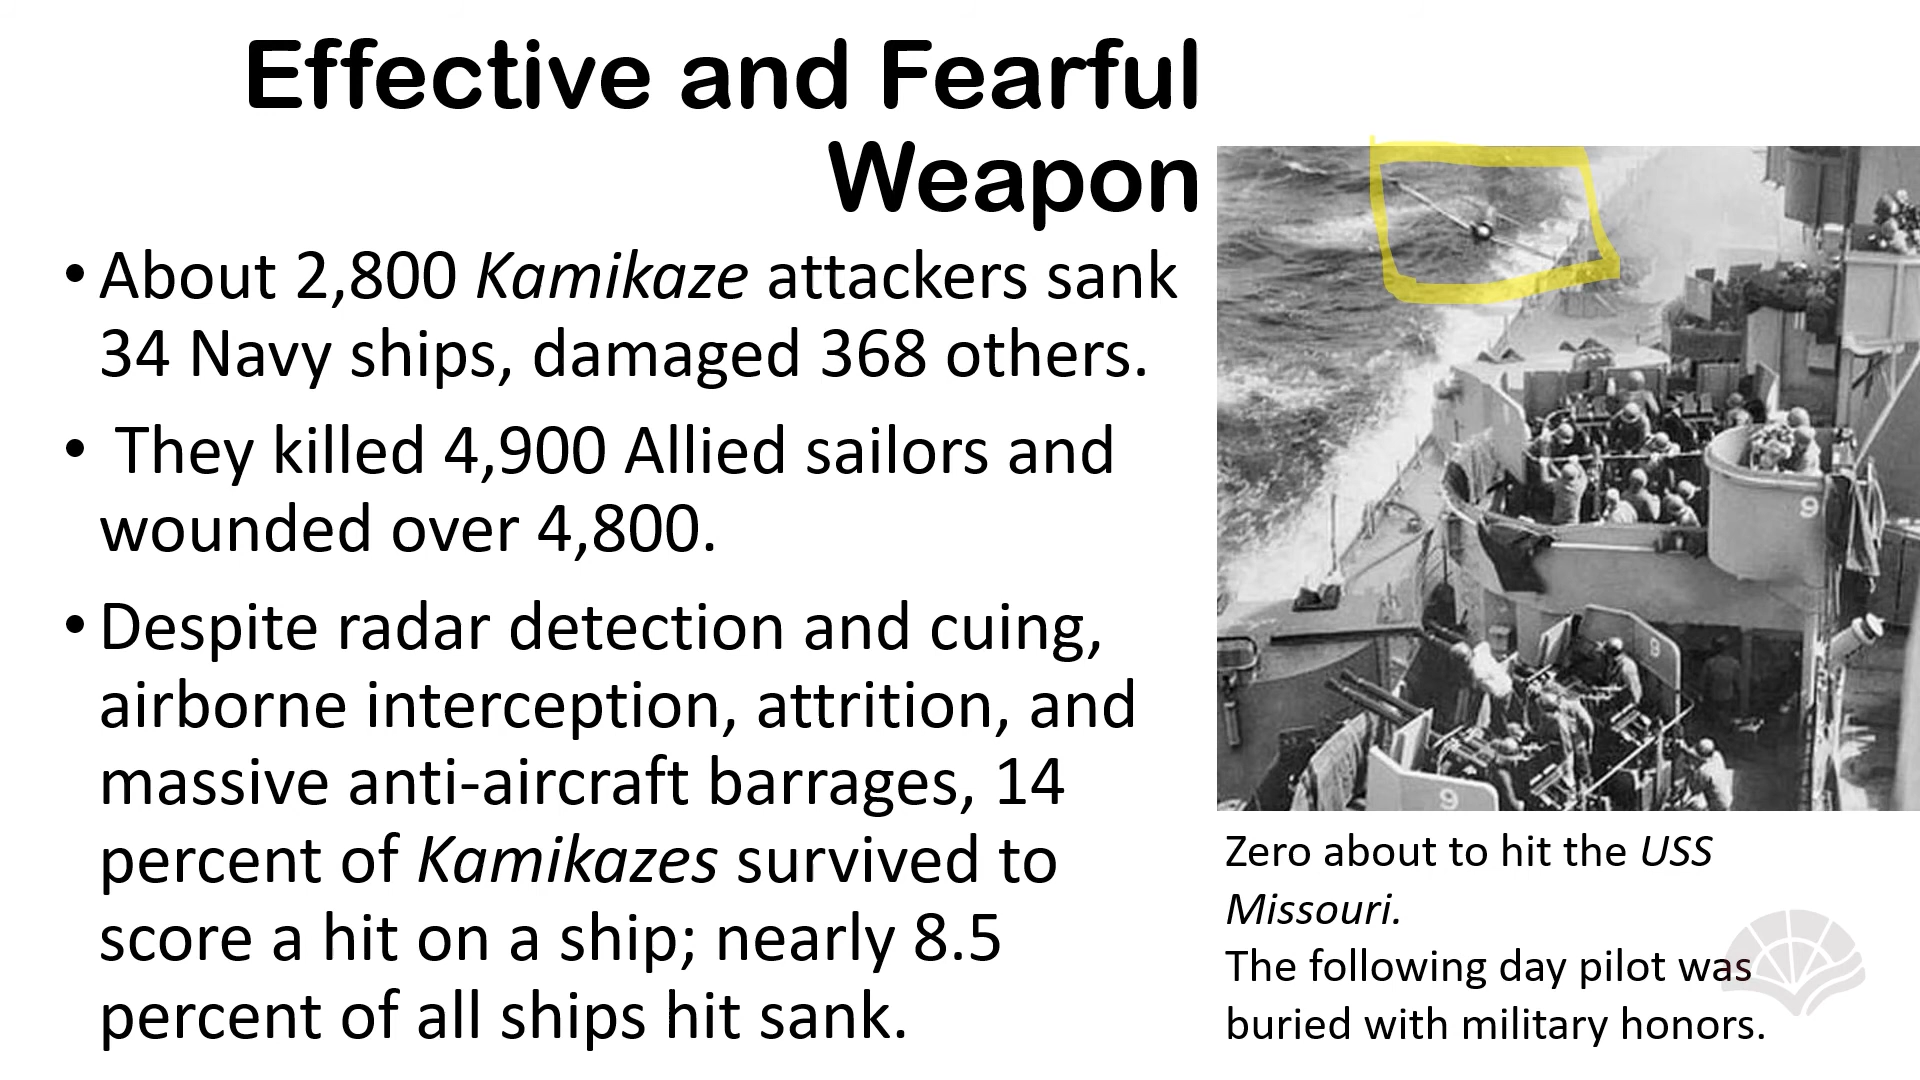 Effective and Fearful
Weapon
• About 2,800 Kamikaze attackers sank
34 Navy ships, damaged 368 others.
• They killed 4,900 Allied sailors and
wounded over 4,800.
• Despite radar detection and cuing,
airborne interception, attrition, and
massive anti-aircraft barrages, 14
percent of Kamikazes survived to
score a hit on a ship; nearly 8.5
percent of all ships hit sank.
9
9
9
Zero about to hit the USS
Missouri.
The following day pilot was
buried with military honors.